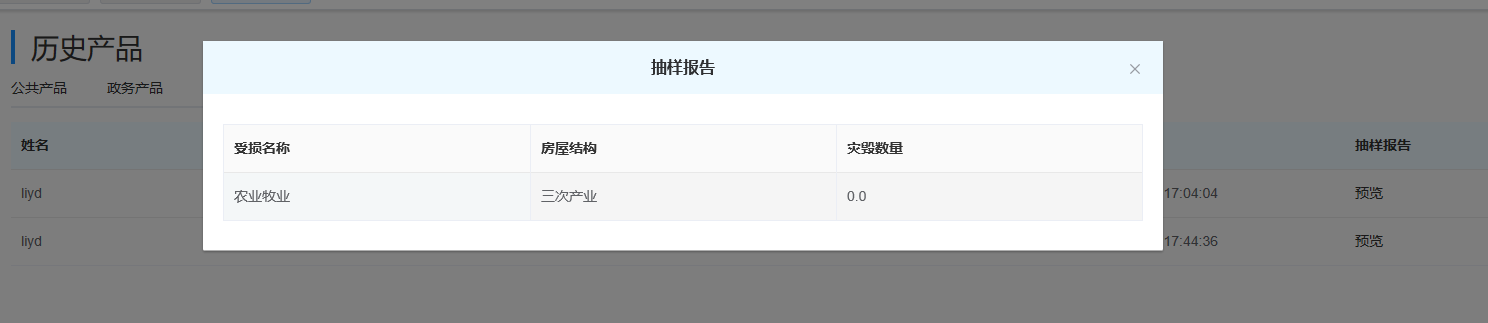 历史产品
抽样报告
公共产品 政务产品
受损名称 房屋结构 灾毁数量
姓名 抽样报告
农业牧业 三次产业 0.0
liyd 17:04:04 预览
liyd 17:44:36 预览